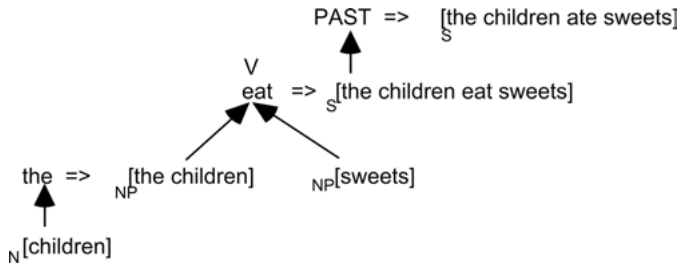 PAST => S[the children ate sweets]
V
eat => S[the children eat sweets]
the => NP[the children] NP[sweets]
N[children]